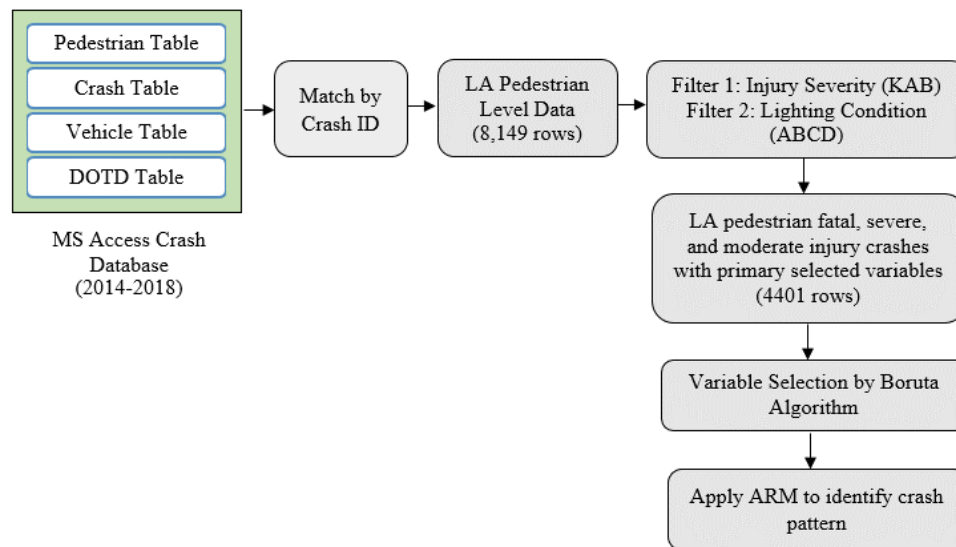 Pedestrian Table
Crash Table
Vehicle Table
DOTD Table
MS Access Crash
Database
(2014-2018)
Match by
Crash ID
LA Pedestrian
Level Data
(8,149 rows)
Filter 1: Injury Severity (KAB)
Filter 2: Lighting Condition
(ABCD)
LA pedestrian fatal, severe,
and moderate injury crashes
with primary selected variables
(4401 rows)
Variable Selection by Boruta
Algorithm
Apply ARM to identify crash
pattern